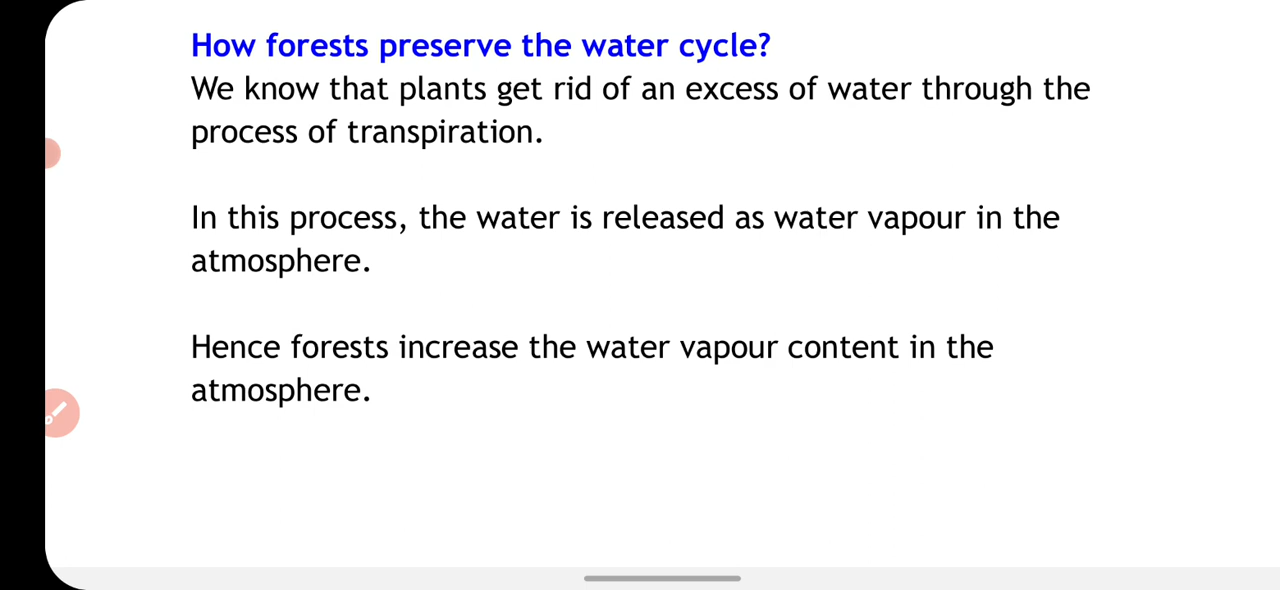 How forests preserve the water cycle?
We know that plants get rid of an excess of water through the
process of transpiration.
In this process, the water is released as water vapour in the
atmosphere.
Hence forests increase the water vapour content in the
atmosphere.